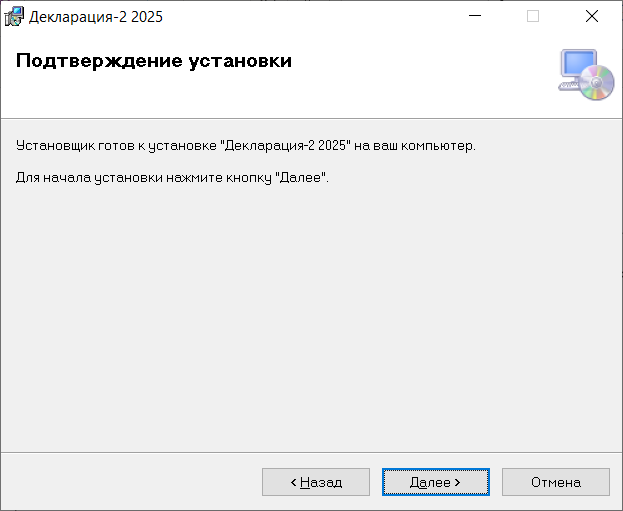 Декларация-2 2025
Подтверждение установки
Установщик готов к установке "Декларация-2 2025" на ваш компьютер.
Для начала установки нажмите кнопку "Далее".
< Назад
Далее >
Отмена